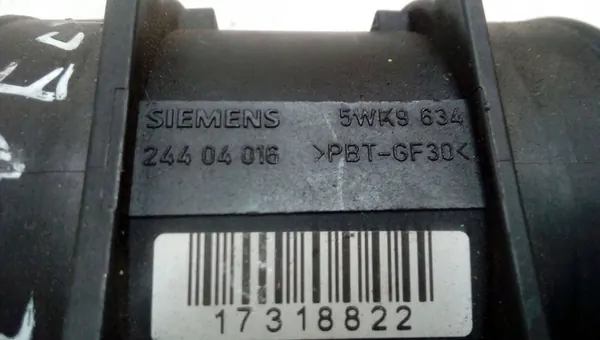 SIEMENS 5WK9 634
244 04 016 >PBT-GF30<
17318822